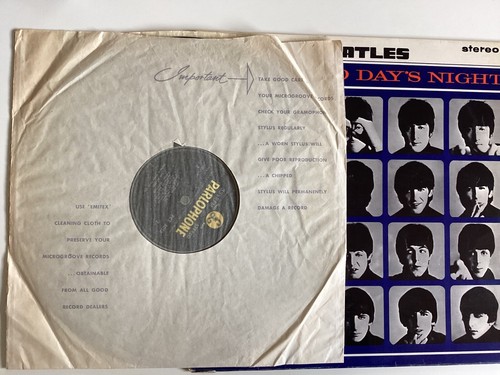 Important
TAKE GOOD CARE
YOUR MICROGROOVE
CHECK YOUR GRAMOPHONE
STYLUS REGULARLY
...A WORN STYLUS WILL
GIVE POOR REPRODUCTION
...A CHIPPED
STYLUS WILL PERMANENTLY
DAMAGE A RECORD
USE "EMITEX"
CLEANING CLOTH TO
PRESERVE YOUR
MICROGROOVE RECORDS
...OBTAINABLE
FROM ALL GOOD
RECORD DEALERS
PARLOPHONE
ATLES
stereo
DAY'S NIGHT